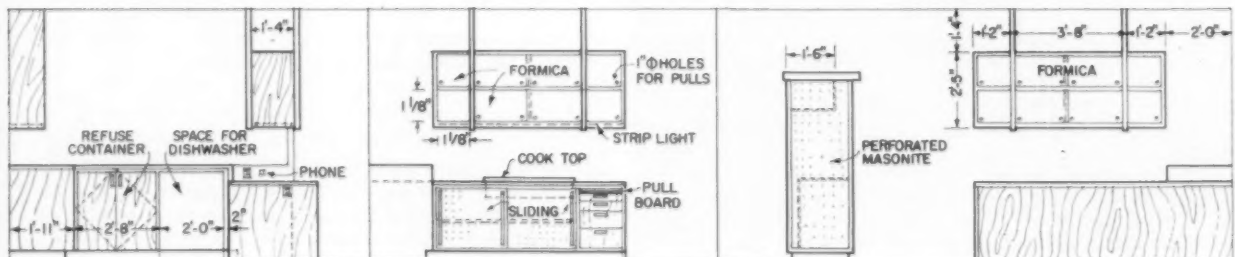 1'-4"
REFUSE
CONTAINER
SPACE FOR
DISHWASHER
PHONE
1'-11"
2'-8"
2'-0"
2"
FORMICA
1" Φ HOLES
FOR PULLS
1 1/8"
1 1/8"
STRIP LIGHT
COOK TOP
PULL
BOARD
SLIDING
1'-6"
PERFORATED
MASONITE
1'-2"
3'-8"
1'-4"
1'-2"
2'-0"
2'-5"
FORMICA